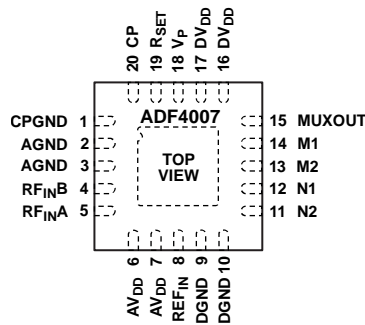 20 CP
19 RSET
18 VP
17 DVDD
16 DVDD
ADF4007
TOP
VIEW
CPGND 1
AGND 2
AGND 3
RFINB 4
RFINA 5
15 MUXOUT
14 M1
13 M2
12 N1
11 N2
AVDD 6
AVDD 7
REFIN 8
DGND 9
DGND 10